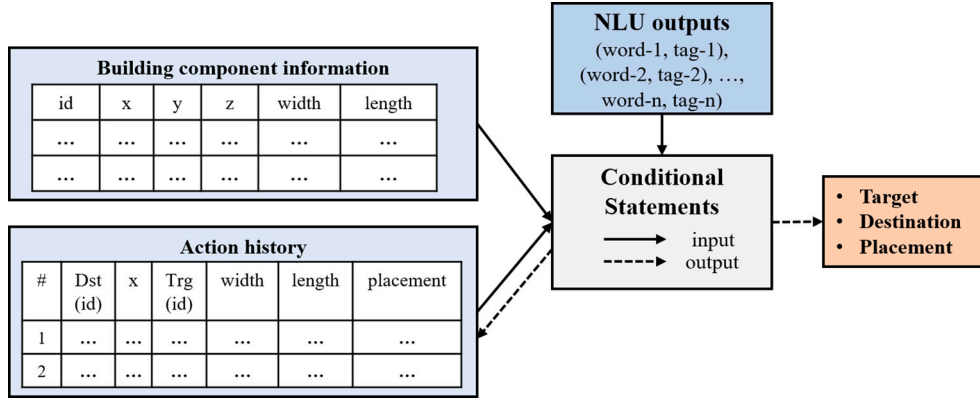 Building component information
id x y z width length
... ... ... ... ... ...
... ... ... ... ... ...
Action history
# Dst (id) x Trg (id) width length placement
1 ... ... ... ... ... ...
2 ... ... ... ... ... ...
NLU outputs
(word-1, tag-1),
(word-2, tag-2), ...,
word-n, tag-n)
Conditional
Statements
input
output
• Target
• Destination
• Placement